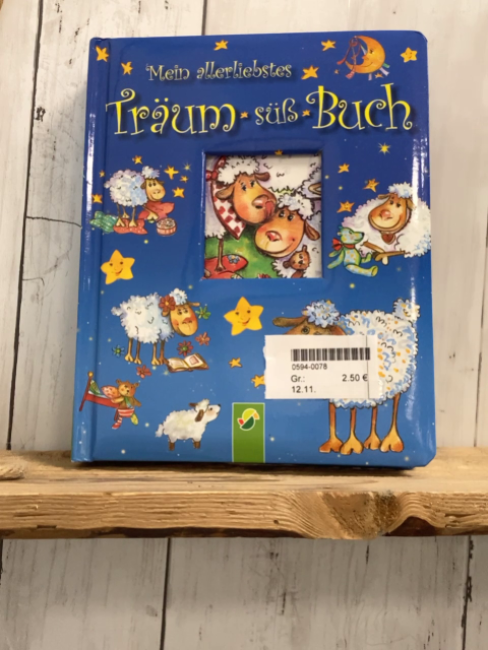 Mein allerliebstes
Träum süß Buch
0594-0078
Gr.: 2.50 €
12.11.